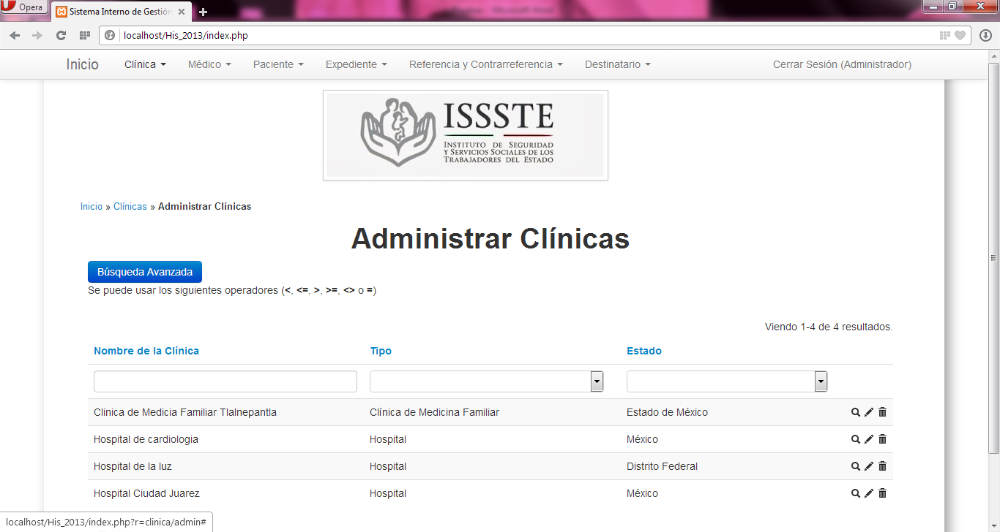 Opera
Sistema Interno de Gestión
localhost/His_2013/index.php
Inicio Clínica Médico Paciente Expediente Referencia y Contrarreferencia Destinatario Cerrar Sesión (Administrador)
ISSSTE
INSTITUTO DE SEGURIDAD
Y SERVICIOS SOCIALES DE LOS
TRABAJADORES DEL ESTADO
Inicio » Clínicas » Administrar Clínicas
Administrar Clínicas
Búsqueda Avanzada
Se puede usar los siguientes operadores (<, <=, >, >=, <> o =)
Viendo 1-4 de 4 resultados.
Nombre de la Clínica Tipo Estado
Clinica de Medicia Familiar Tlalnepantla Clínica de Medicina Familiar Estado de México
Hospital de cardiologia Hospital México
Hospital de la luz Hospital Distrito Federal
Hospital Ciudad Juarez Hospital México
localhost/His_2013/index.php?r=clinica/admin#